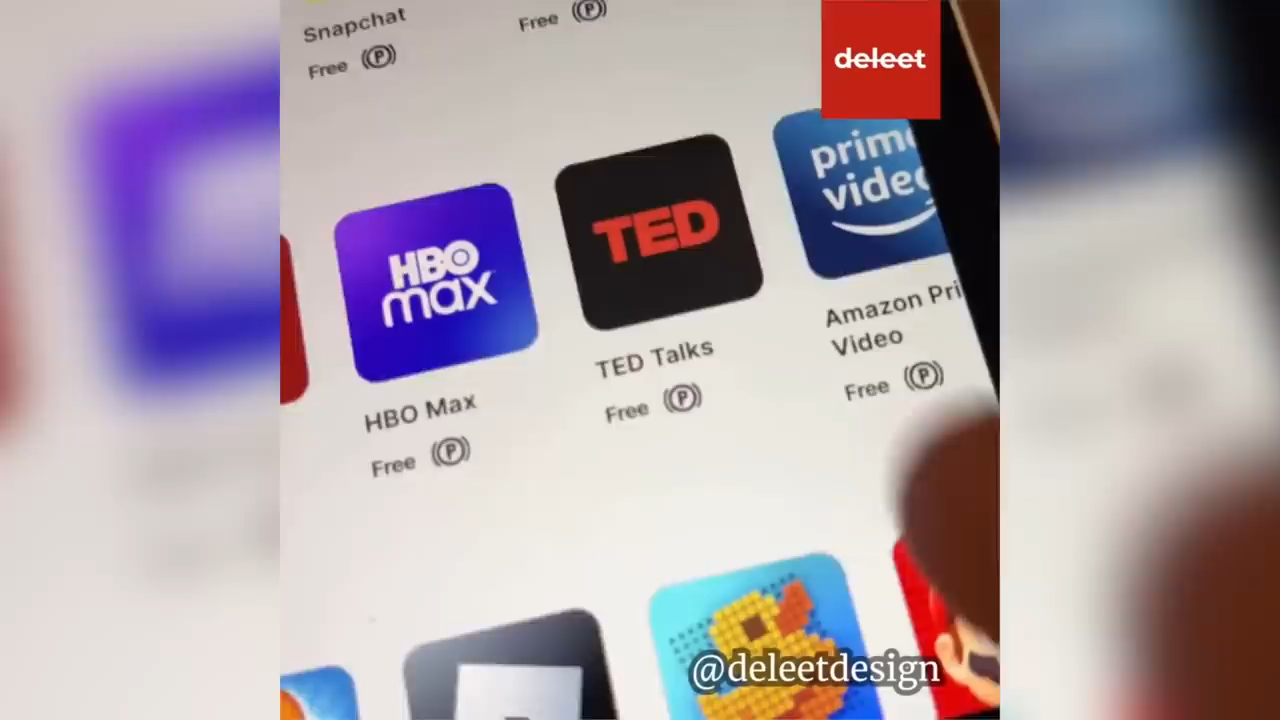 Snapchat
Free P
Free P
deleet
HBO
max
TED
prime
video
HBO Max
Free P
TED Talks
Free P
Amazon Pri
Video
Free P
@deleetdesign